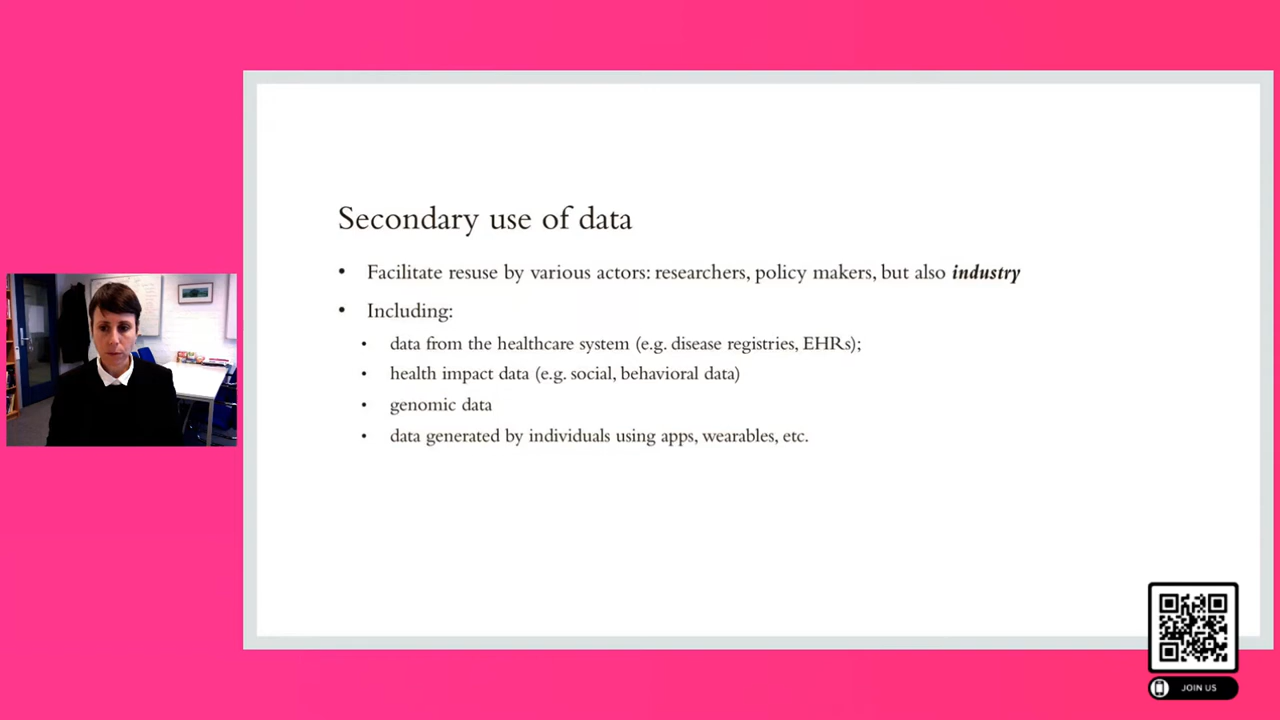 Secondary use of data
• Facilitate resuse by various actors: researchers, policy makers, but also industry
• Including:
• data from the healthcare system (e.g. disease registries, EHRs);
• health impact data (e.g. social, behavioral data)
• genomic data
• data generated by individuals using apps, wearables, etc.
JOIN US